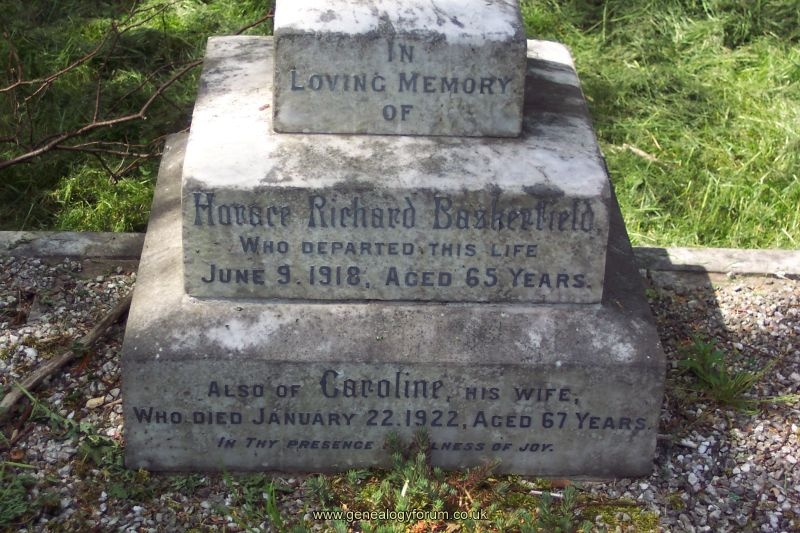 IN
LOVING MEMORY
OF
Horace Richard Baskerfield,
WHO DEPARTED THIS LIFE
JUNE 9. 1918, AGED 65 YEARS.
ALSO OF Caroline, HIS WIFE,
WHO DIED JANUARY 22. 1922, AGED 67 YEARS.
IN THY PRESENCE LNESS OF JOY.
www.genealogyforum.co.uk